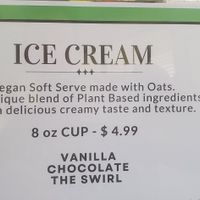 ICE CREAM
egan Soft Serve made with Oats.
ique blend of Plant Based ingredients
delicious creamy taste and texture.
8 oz CUP - $ 4.99
VANILLA
CHOCOLATE
THE SWIRL